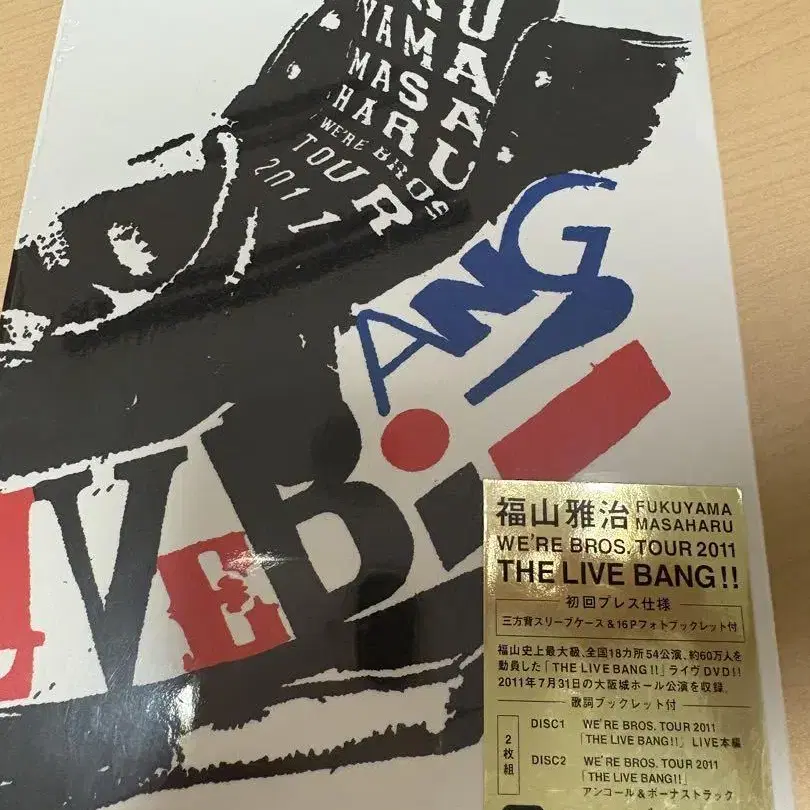 YAMA
MASA
HARU
WE'RE BROS
TOUR
2011
LIVE BANG!!
福山雅治 FUKUYAMA
MASAHARU
WE'RE BROS. TOUR 2011
THE LIVE BANG!!
初回プレス仕様
三方背スリーブケース&16Pフォトブックレット付
福山史上最大級、全国18カ所54公演、約60万人を
動員した「THE LIVE BANG!!」ライヴDVD!!
2011年7月31日の大阪城ホール公演を収録。
歌詞ブックレット付
2枚組
DISC1 WE'RE BROS. TOUR 2011
「THE LIVE BANG!!」 LIVE本編
DISC2 WE'RE BROS. TOUR 2011
「THE LIVE BANG!!」
アンコール&ボーナストラック